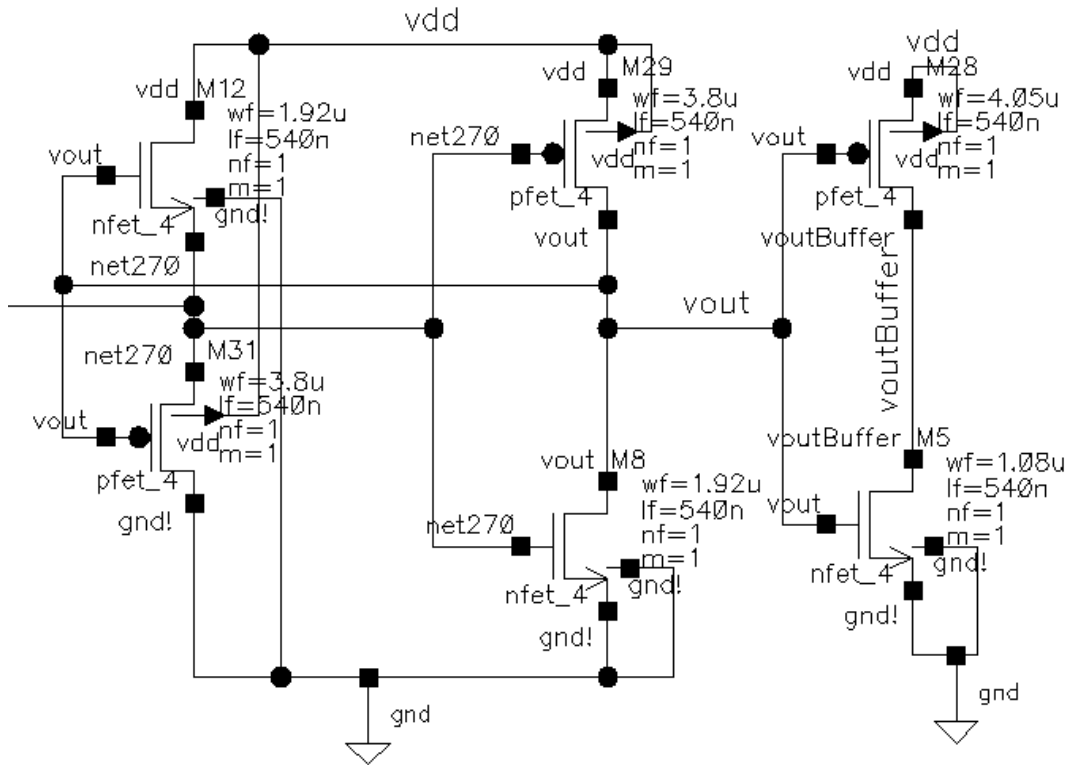 vdd
vdd M12
wf=1.92u
lf=540n
nf=1
m=1
vout
nfet_4
gnd!
net270
net270
M31
wf=3.8u
lf=540n
nf=1
m=1
vout
vdd
pfet_4
gnd!
gnd
vdd
M29
wf=3.8u
lf=540n
nf=1
m=1
net270
vdd
pfet_4
vout
vout
vout M8
wf=1.92u
lf=540n
nf=1
m=1
net270
nfet_4
gnd!
gnd!
vdd
vdd
M28
wf=4.05u
lf=540n
nf=1
m=1
vout
vdd
pfet_4
voutBuffer
voutBuffer
voutBuffer M5
wf=1.08u
lf=540n
nf=1
m=1
vout
nfet_4
gnd!
gnd!
gnd